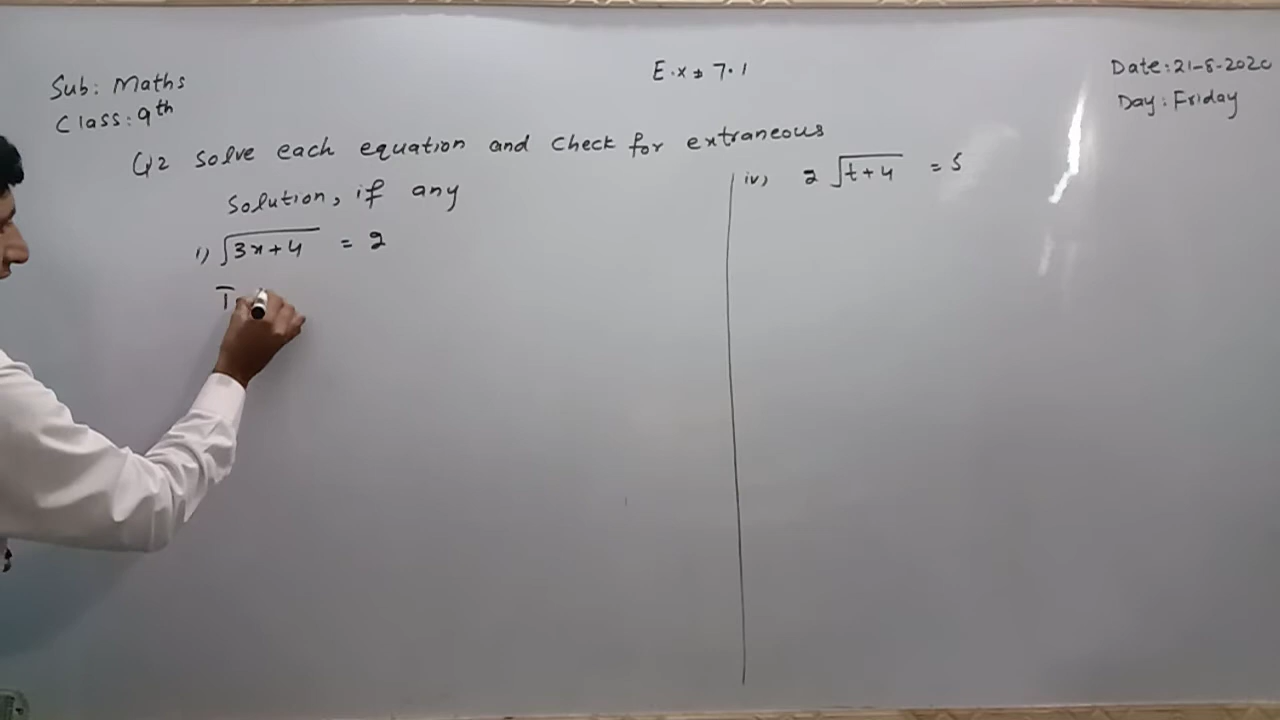 Sub: Maths
Class: 9th
E.x # 7.1
Date: 21-8-2020
Day: Friday
Q2 solve each equation and check for extraneous
solution, if any
i) √3x+4 = 2
T
iv) 2 √t+4 = 5